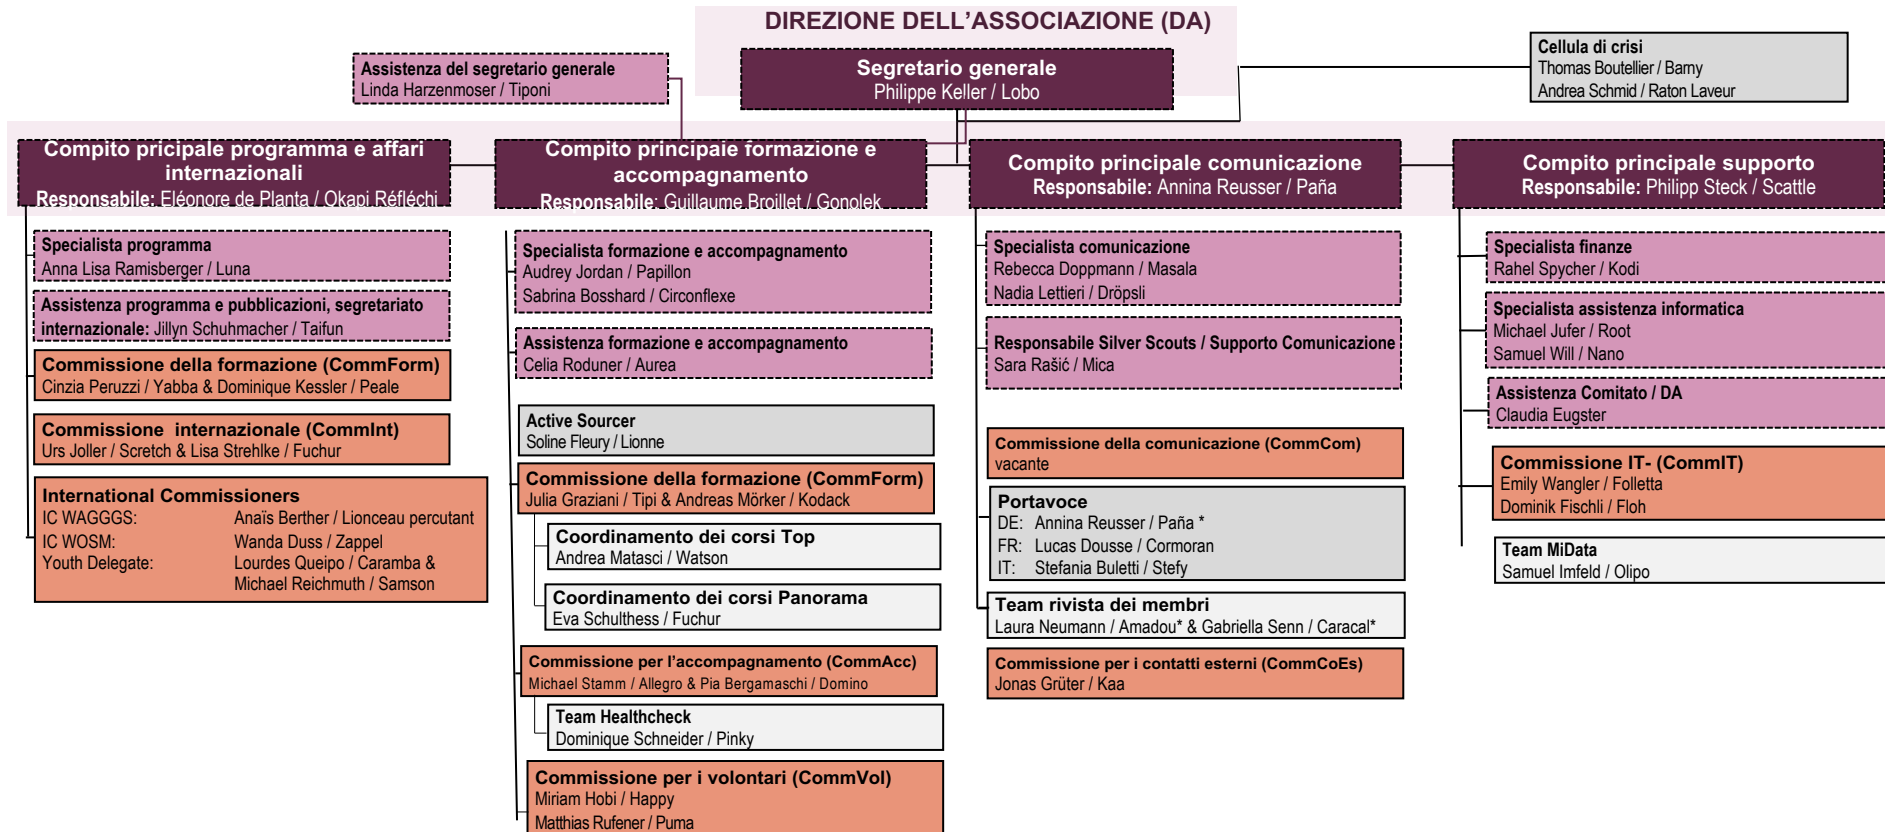 DIREZIONE DELL’ASSOCIAZIONE (DA)
Segretario generale
Philippe Keller / Lobo
Assistenza del segretario generale
Linda Harzenmoser / Tiponi
Cellula di crisi
Thomas Boutellier / Barny
Andrea Schmid / Raton Laveur
Compito pricipale programma e affari
internazionali
Responsabile: Eléonore de Planta / Okapi Réfléchi
Specialista programma
Anna Lisa Ramisberger / Luna
Assistenza programma e pubblicazioni, segretariato
internazionale: Jillyn Schuhmacher / Taifun
Commissione della formazione (CommForm)
Cinzia Peruzzi / Yabba & Dominique Kessler / Peale
Commissione internazionale (CommInt)
Urs Joller / Scretch & Lisa Strehlke / Fuchur
International Commissioners
IC WAGGGS: Anaïs Berther / Lionceau percutant
IC WOSM: Wanda Duss / Zappel
Youth Delegate: Lourdes Queipo / Caramba &
Michael Reichmuth / Samson
Compito principaie formazione e
accompagnamento
Responsabile: Guillaume Broillet / Gonolek
Specialista formazione e accompagnamento
Audrey Jordan / Papillon
Sabrina Bosshard / Circonflexe
Assistenza formazione e accompagnamento
Celia Roduner / Aurea
Active Sourcer
Soline Fleury / Lionne
Commissione della formazione (CommForm)
Julia Graziani / Tipi & Andreas Mörker / Kodack
Coordinamento dei corsi Top
Andrea Matasci / Watson
Coordinamento dei corsi Panorama
Eva Schulthess / Fuchur
Commissione per l’accompagnamento (CommAcc)
Michael Stamm / Allegro & Pia Bergamaschi / Domino
Team Healthcheck
Dominique Schneider / Pinky
Commissione per i volontari (CommVol)
Miriam Hobi / Happy
Matthias Rufener / Puma
Compito principale comunicazione
Responsabile: Annina Reusser / Paña
Specialista comunicazione
Rebecca Doppmann / Masala
Nadia Lettieri / Dröpsli
Responsabile Silver Scouts / Supporto Comunicazione
Sara Rašić / Mica
Commissione della comunicazione (CommCom)
vacante
Portavoce
DE: Annina Reusser / Paña *
FR: Lucas Dousse / Cormoran
IT: Stefania Buletti / Stefy
Team rivista dei membri
Laura Neumann / Amadou* & Gabriella Senn / Caracal*
Commissione per i contatti esterni (CommCoEs)
Jonas Grüter / Kaa
Compito principale supporto
Responsabile: Philipp Steck / Scattle
Specialista finanze
Rahel Spycher / Kodi
Specialista assistenza informatica
Michael Jufer / Root
Samuel Will / Nano
Assistenza Comitato / DA
Claudia Eugster
Commissione IT- (CommIT)
Emily Wangler / Folletta
Dominik Fischli / Floh
Team MiData
Samuel Imfeld / Olipo